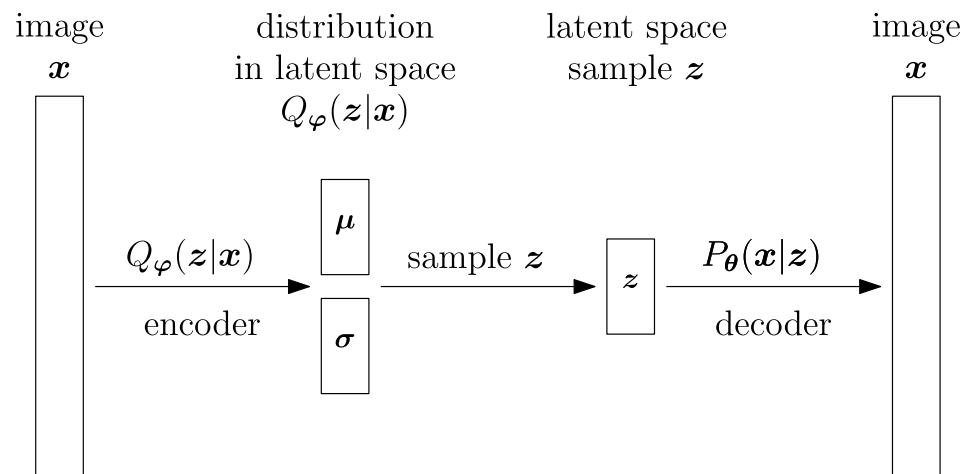 image
x
distribution
in latent space
Qφ(z|x)
latent space
sample z
image
x
Qφ(z|x)
encoder
μ
σ
sample z
z
Pθ(x|z)
decoder